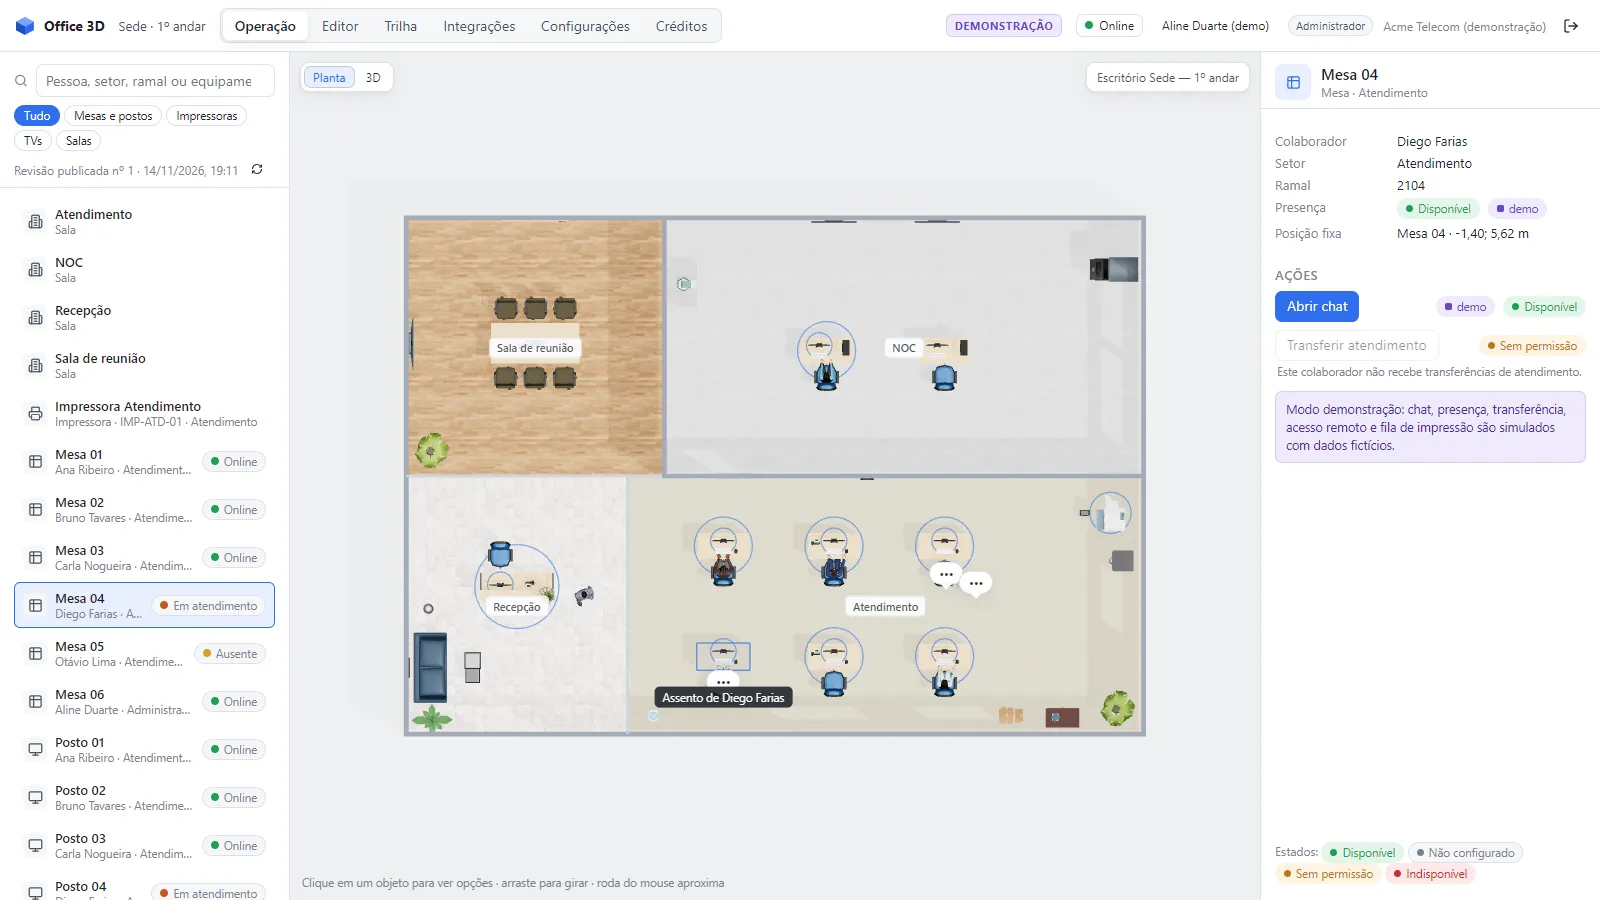 Office 3D
Sede · 1º andar
Operação
Editor
Trilha
Integrações
Configurações
Créditos
DEMONSTRAÇÃO
Online
Aline Duarte (demo)
Administrador
Acme Telecom (demonstração)
Pessoa, setor, ramal ou equipame
Tudo
Mesas e postos
Impressoras
TVs
Salas
Revisão publicada nº 1 · 14/11/2026, 19:11
Atendimento
Sala
NOC
Sala
Recepção
Sala
Sala de reunião
Sala
Impressora Atendimento
Impressora · IMP-ATD-01 · Atendimento
Mesa 01
Ana Ribeiro · Atendiment...
Online
Mesa 02
Bruno Tavares · Atendime...
Online
Mesa 03
Carla Nogueira · Atendim...
Online
Mesa 04
Diego Farias · A...
Em atendimento
Mesa 05
Otávio Lima · Atendime...
Ausente
Mesa 06
Aline Duarte · Administra...
Online
Posto 01
Ana Ribeiro · Atendiment...
Online
Posto 02
Bruno Tavares · Atendime...
Online
Posto 03
Carla Nogueira · Atendim...
Online
Posto 04
Em atendimento
Planta
3D
Escritório Sede — 1º andar
Sala de reunião
NOC
Recepção
Atendimento
Assento de Diego Farias
Clique em um objeto para ver opções · arraste para girar · roda do mouse aproxima
Mesa 04
Mesa · Atendimento
Colaborador
Diego Farias
Setor
Atendimento
Ramal
2104
Presença
Disponível
demo
Posição fixa
Mesa 04 · -1,40; 5,62 m
AÇÕES
Abrir chat
demo
Disponível
Transferir atendimento
Sem permissão
Este colaborador não recebe transferências de atendimento.
Modo demonstração: chat, presença, transferência,
acesso remoto e fila de impressão são simulados
com dados fictícios.
Estados:
Disponível
Não configurado
Sem permissão
Indisponível